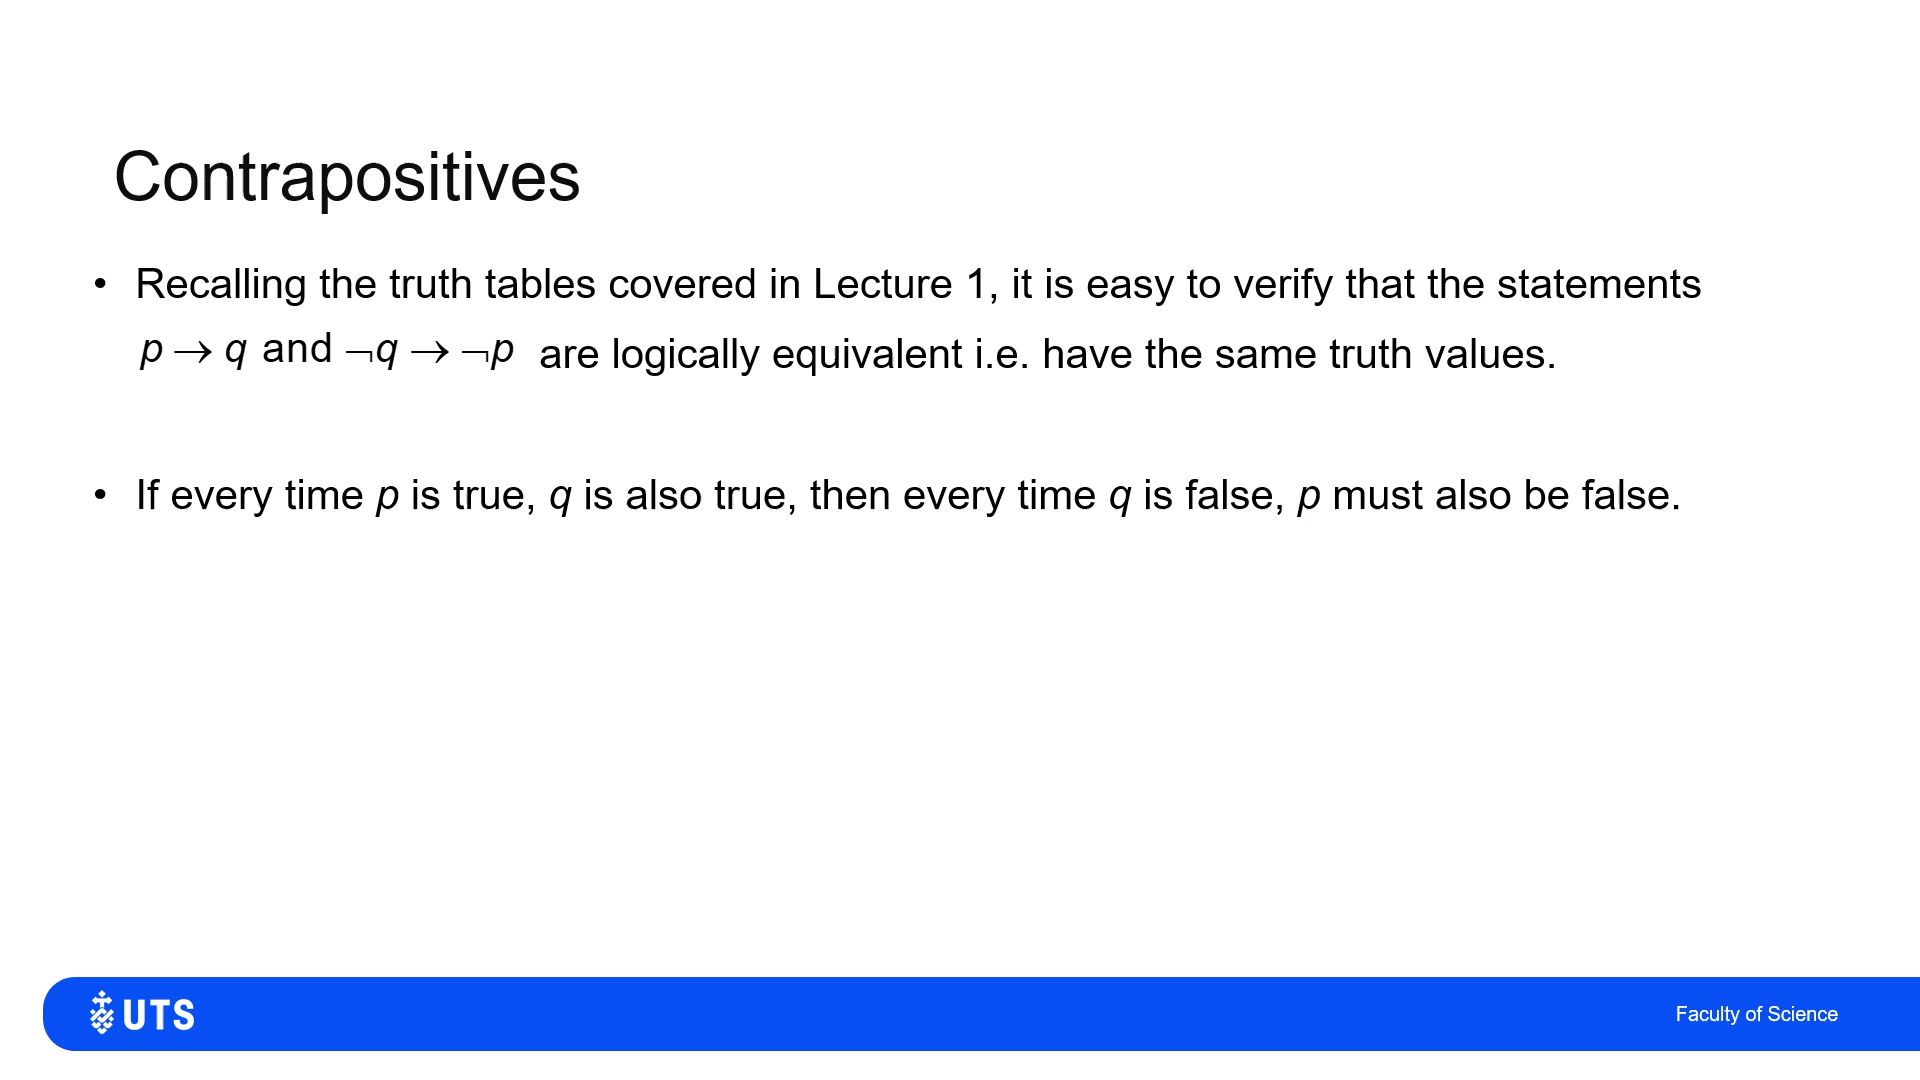 Contrapositives
• Recalling the truth tables covered in Lecture 1, it is easy to verify that the statements
p → q and ¬q → ¬p are logically equivalent i.e. have the same truth values.
• If every time p is true, q is also true, then every time q is false, p must also be false.
UTS
Faculty of Science